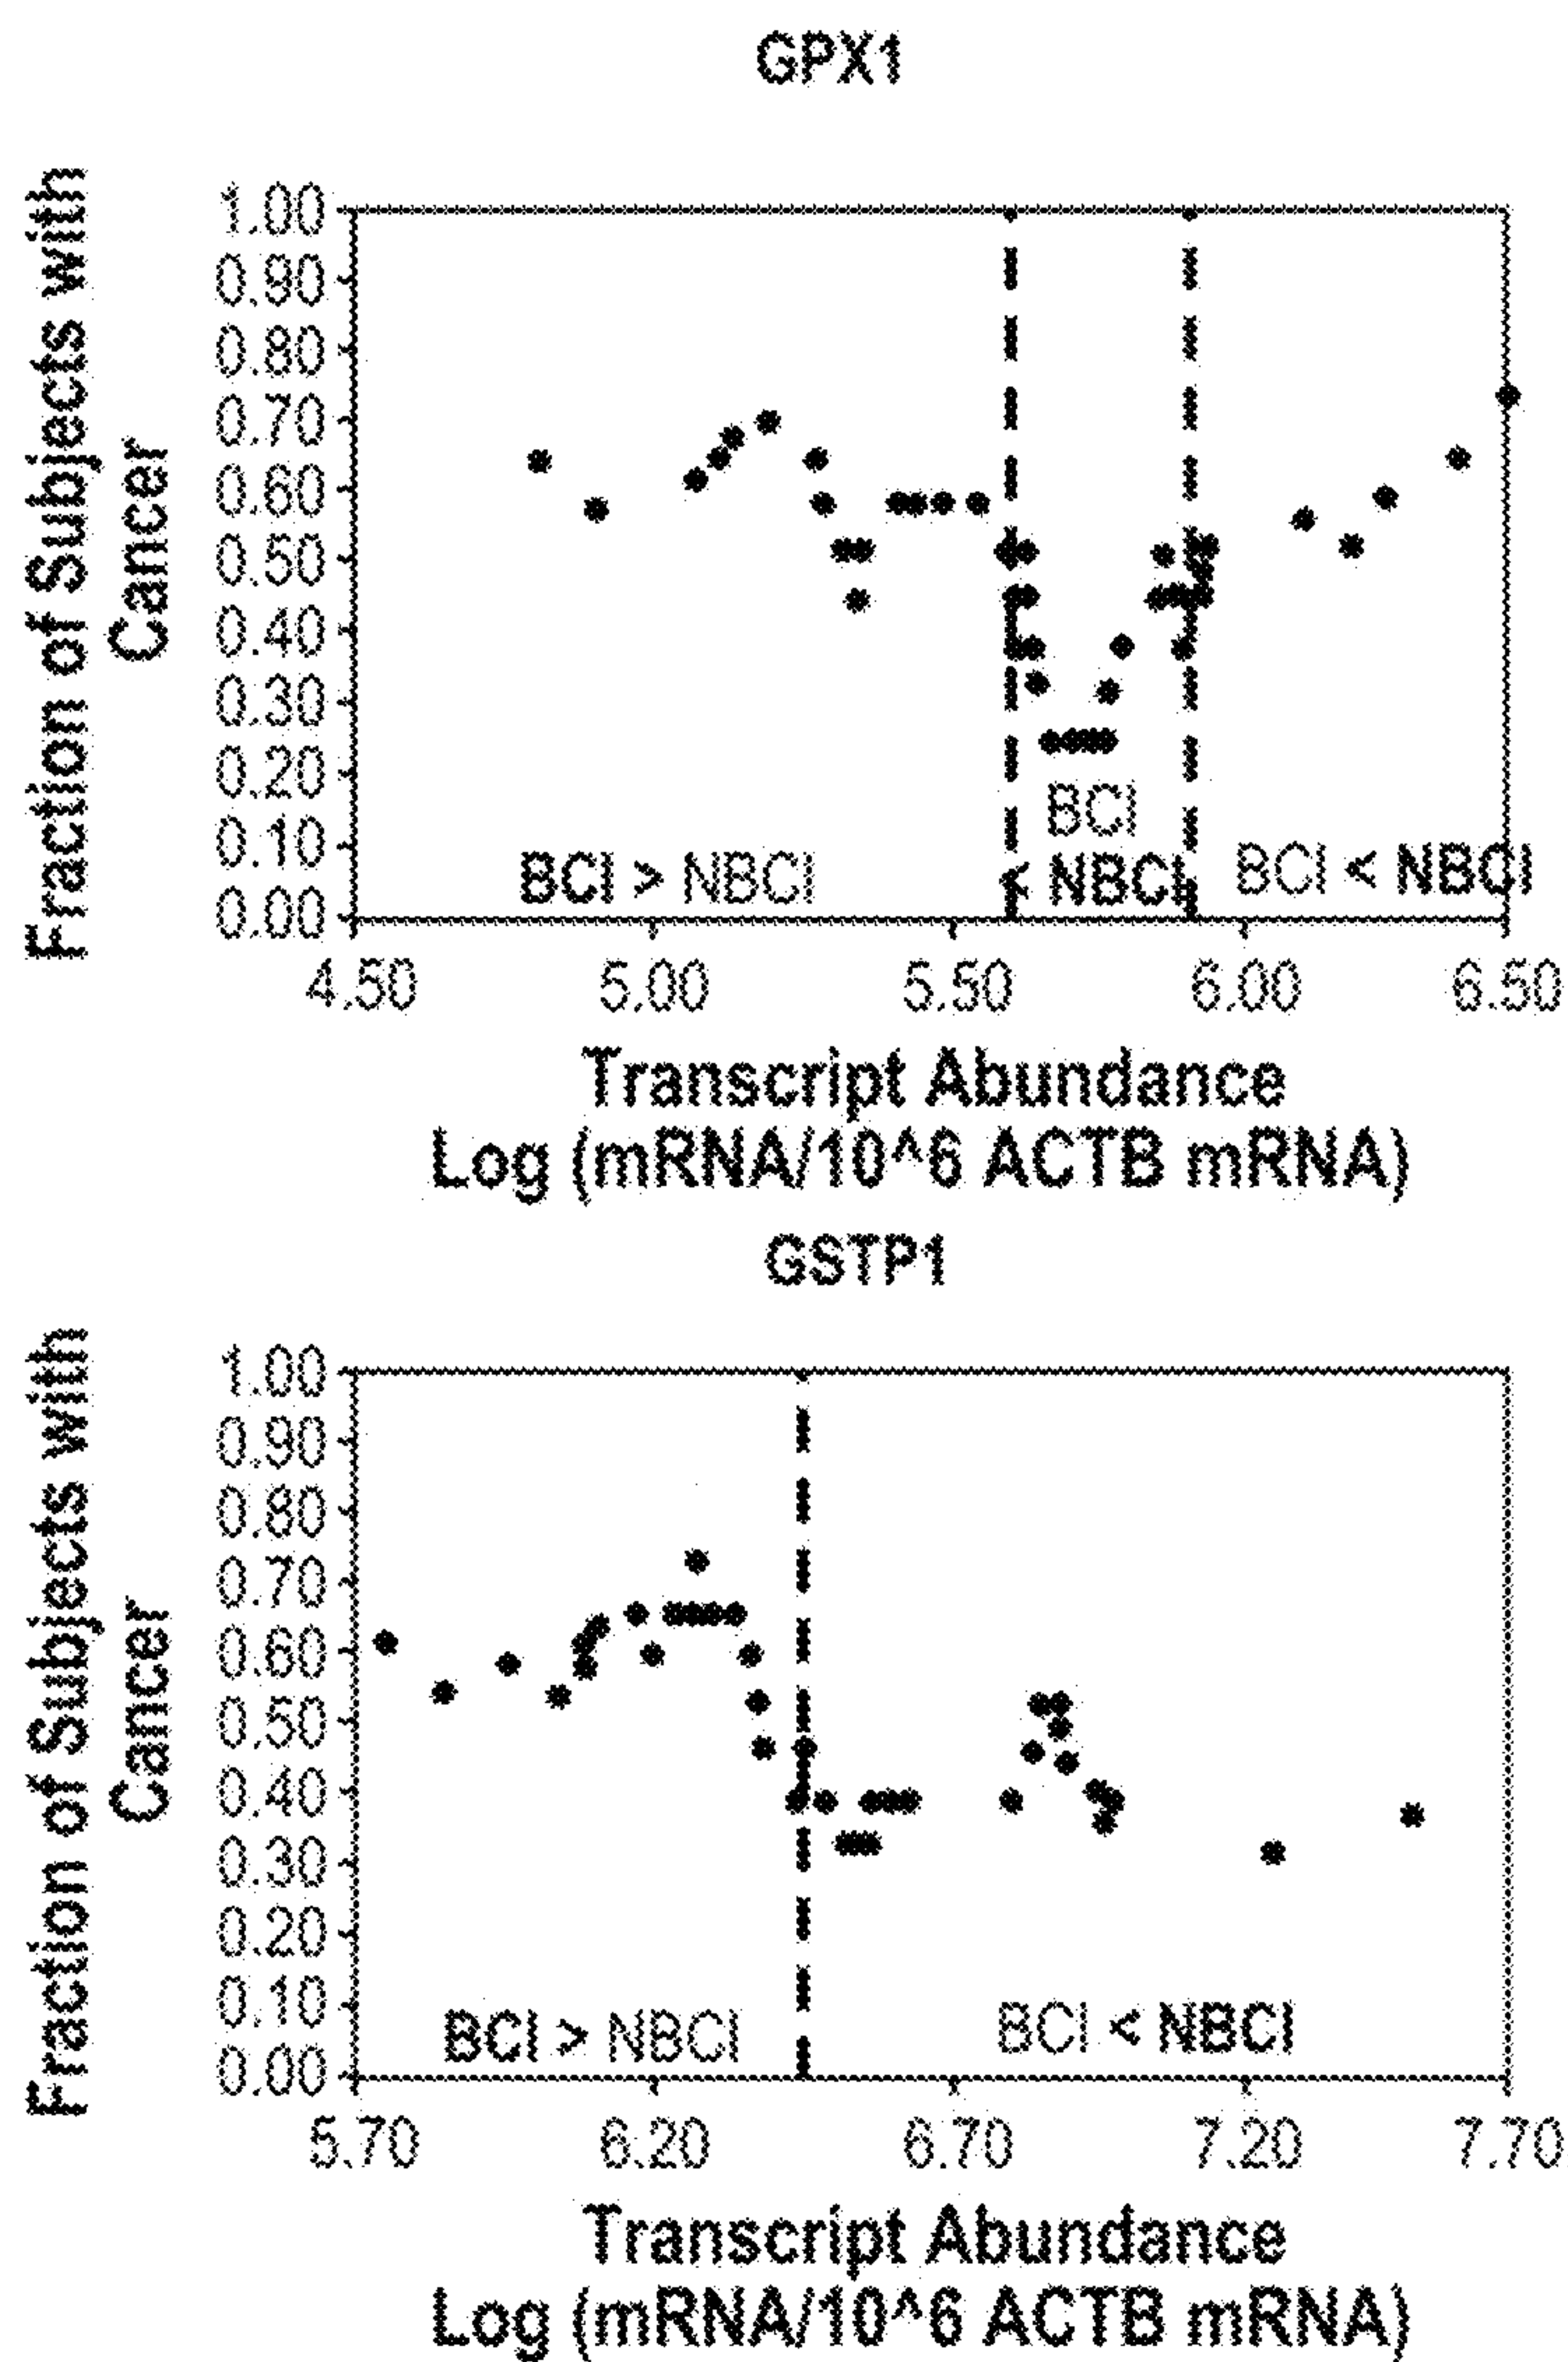 GPX1
Fraction of Subjects with
Cancer
1.00
0.90
0.80
0.70
0.60
0.50
0.40
0.30
0.20
0.10
0.00
BCI > NBCI
BCI
< NBCI
BCI < NBCI
4.50 5.00 5.50 6.00 6.50
Transcript Abundance
Log (mRNA/10^6 ACTB mRNA)
GSTP1
Fraction of Subjects with
Cancer
1.00
0.90
0.80
0.70
0.60
0.50
0.40
0.30
0.20
0.10
0.00
BCI > NBCI
BCI < NBCI
5.70 6.20 6.70 7.20 7.70
Transcript Abundance
Log (mRNA/10^6 ACTB mRNA)